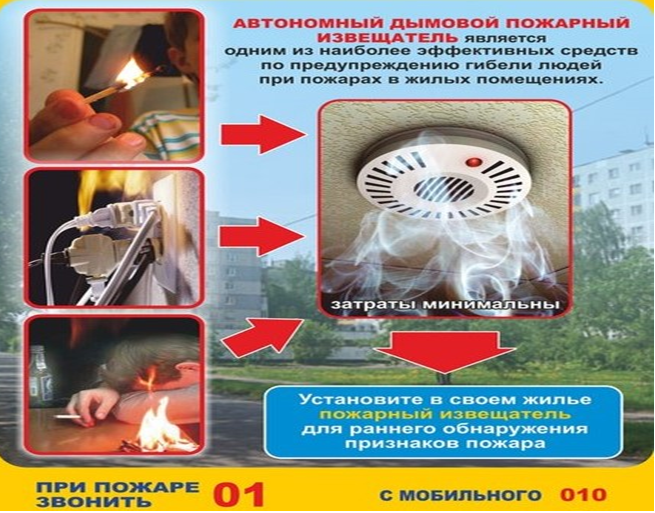 АВТОНОМНЫЙ ДЫМОВОЙ ПОЖАРНЫЙ
ИЗВЕЩАТЕЛЬ является
одним из наиболее эффективных средств
по предупреждению гибели людей
при пожарах в жилых помещениях.
затраты минимальны
Установите в своем жилье
пожарный извещатель
для раннего обнаружения
признаков пожара
ПРИ ПОЖАРЕ
ЗВОНИТЬ 01
С МОБИЛЬНОГО 010